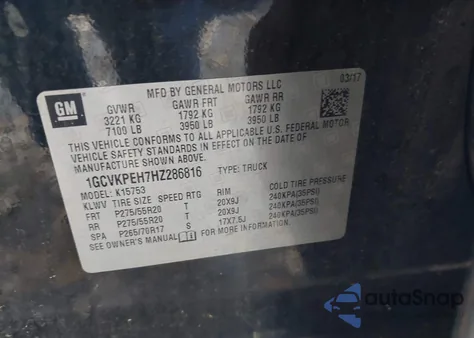 GM
MFD BY GENERAL MOTORS LLC
03/17
GVWR GAWR FRT GAWR RR
3221 KG 1792 KG 1792 KG
7100 LB 3950 LB 3950 LB
THIS VEHICLE CONFORMS TO ALL APPLICABLE U.S. FEDERAL MOTOR
VEHICLE SAFETY STANDARDS IN EFFECT ON THE DATE OF
MANUFACTURE SHOWN ABOVE.
1GCVKPEH7HZ286816 TYPE: TRUCK
MODEL: K15753
KLWV TIRE SIZE SPEED RTG RIM COLD TIRE PRESSURE
FRT P275/55R20 T 20X9J 240KPA(35PSI)
RR P275/55R20 T 20X9J 240KPA(35PSI)
SPA P265/70R17 S 17X7.5J 240KPA(35PSI)
SEE OWNER'S MANUAL FOR MORE INFORMATION.
autoSnap